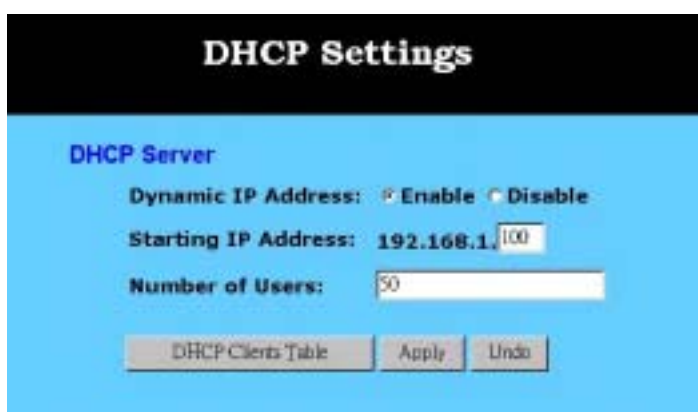 DHCP Settings
DHCP Server
Dynamic IP Address: Enable Disable
Starting IP Address: 192.168.1.100
Number of Users: 50
DHCP Clients Table Apply Undo